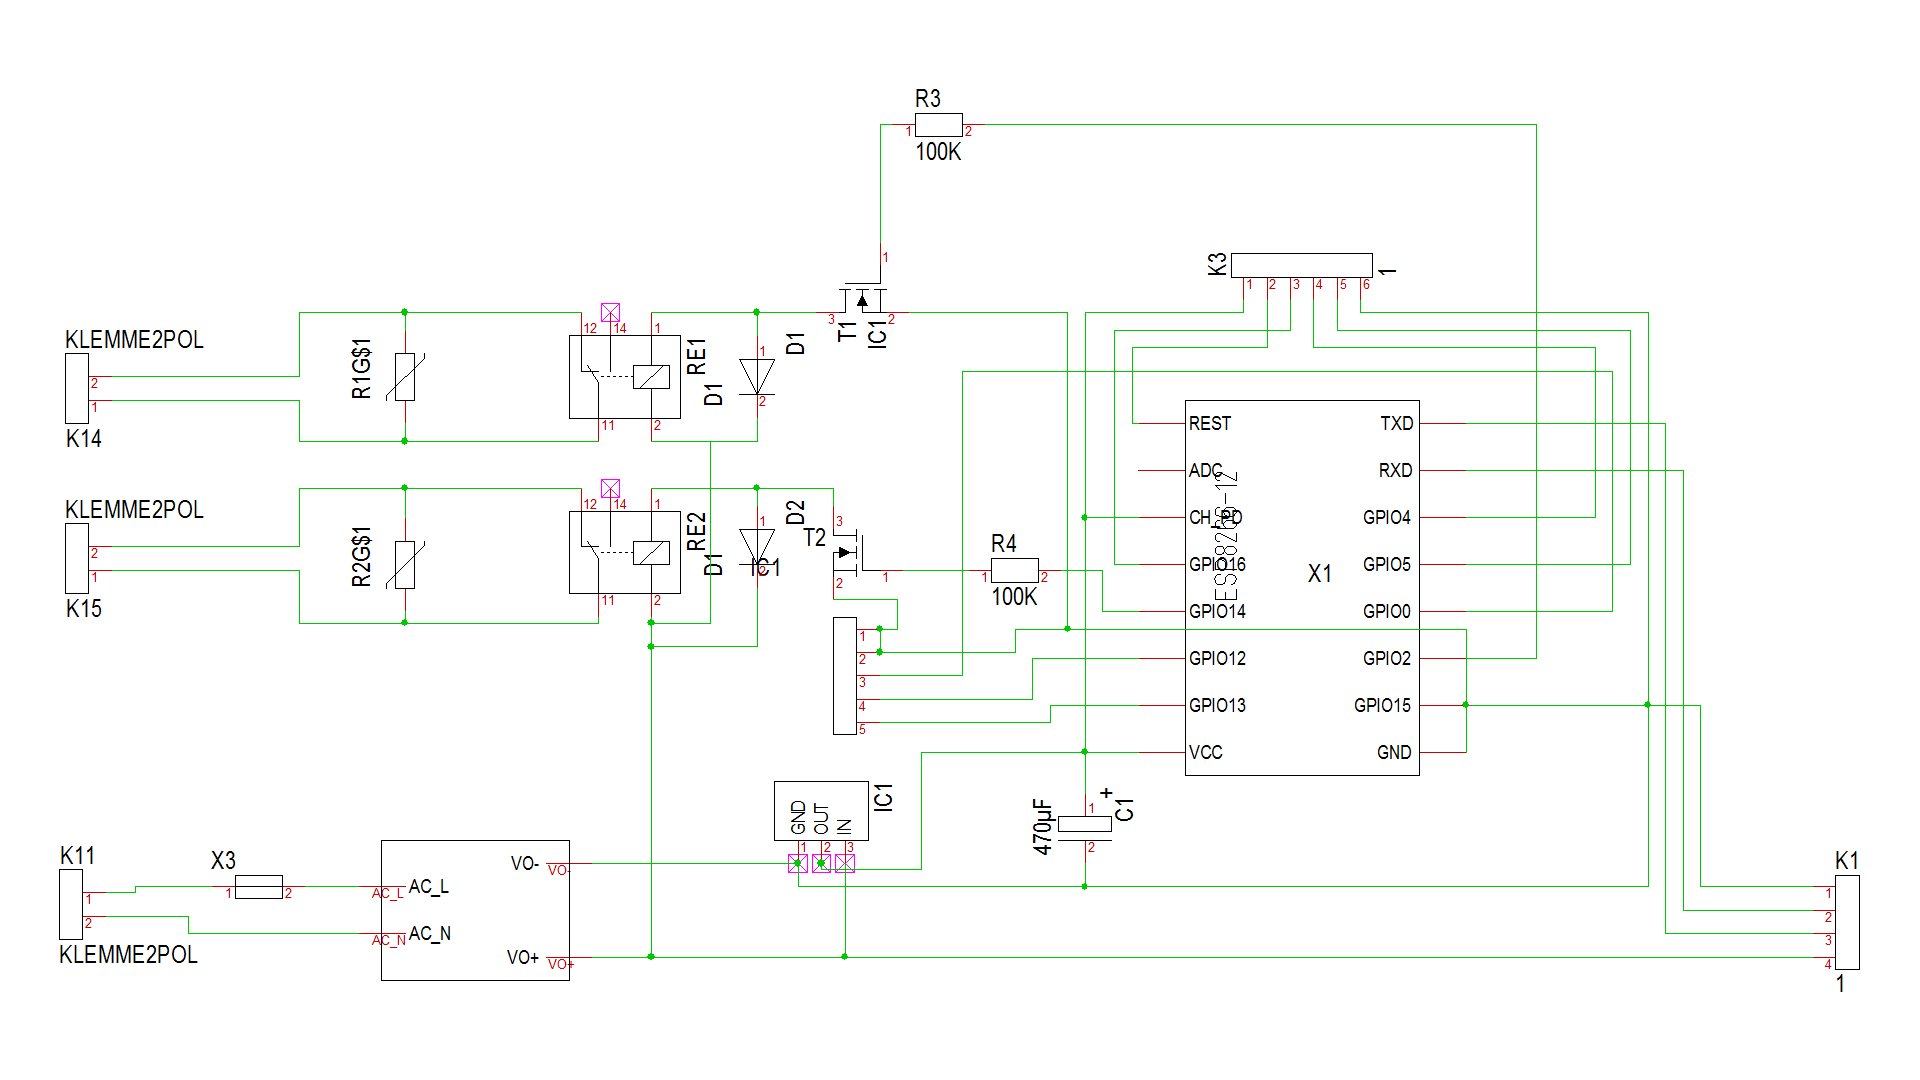 R3
1
2
100K
1
K3
1
1 2 3 4 5 6
KLEMME2POL
2
1
K14
R1G$1
12 14 1
11 2
RE1
D1
1
2
D1
3
2
T1
IC1
KLEMME2POL
2
1
K15
R2G$1
12 14 1
11 2
RE2
D1
1
2
D2
IC1
T2
3
2
1
R4
1
2
100K
1
2
3
4
5
REST
ADC
CH_PD
GPIO16
GPIO14
GPIO12
GPIO13
VCC
ESP8266-12
X1
TXD
RXD
GPIO4
GPIO5
GPIO0
GPIO2
GPIO15
GND
GND
OUT
IN
1 2 3
IC1
470µF
+
1
2
C1
K11
1
2
KLEMME2POL
X3
1
2
AC_L
AC_L
AC_N
AC_N
VO-
VO-
VO+
VO+
K1
1
2
3
4
1